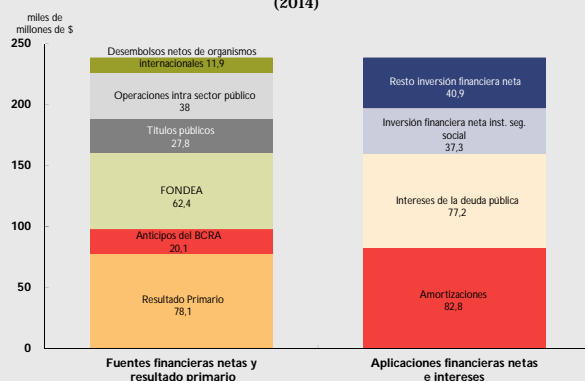 (2014)
miles de
millones de $
250
200
150
100
50
0
Desembolsos netos de organismos
internacionales 11,9
Operaciones intra sector público
38
Títulos públicos
27,8
FONDEA
62,4
Anticipos del BCRA
20,1
Resultado Primario
78,1
Resto inversión financiera neta
40,9
Inversión financiera neta inst. seg.
social
37,3
Intereses de la deuda pública
77,2
Amortizaciones
82,8
Fuentes financieras netas y
resultado primario
Aplicaciones financieras netas
e intereses